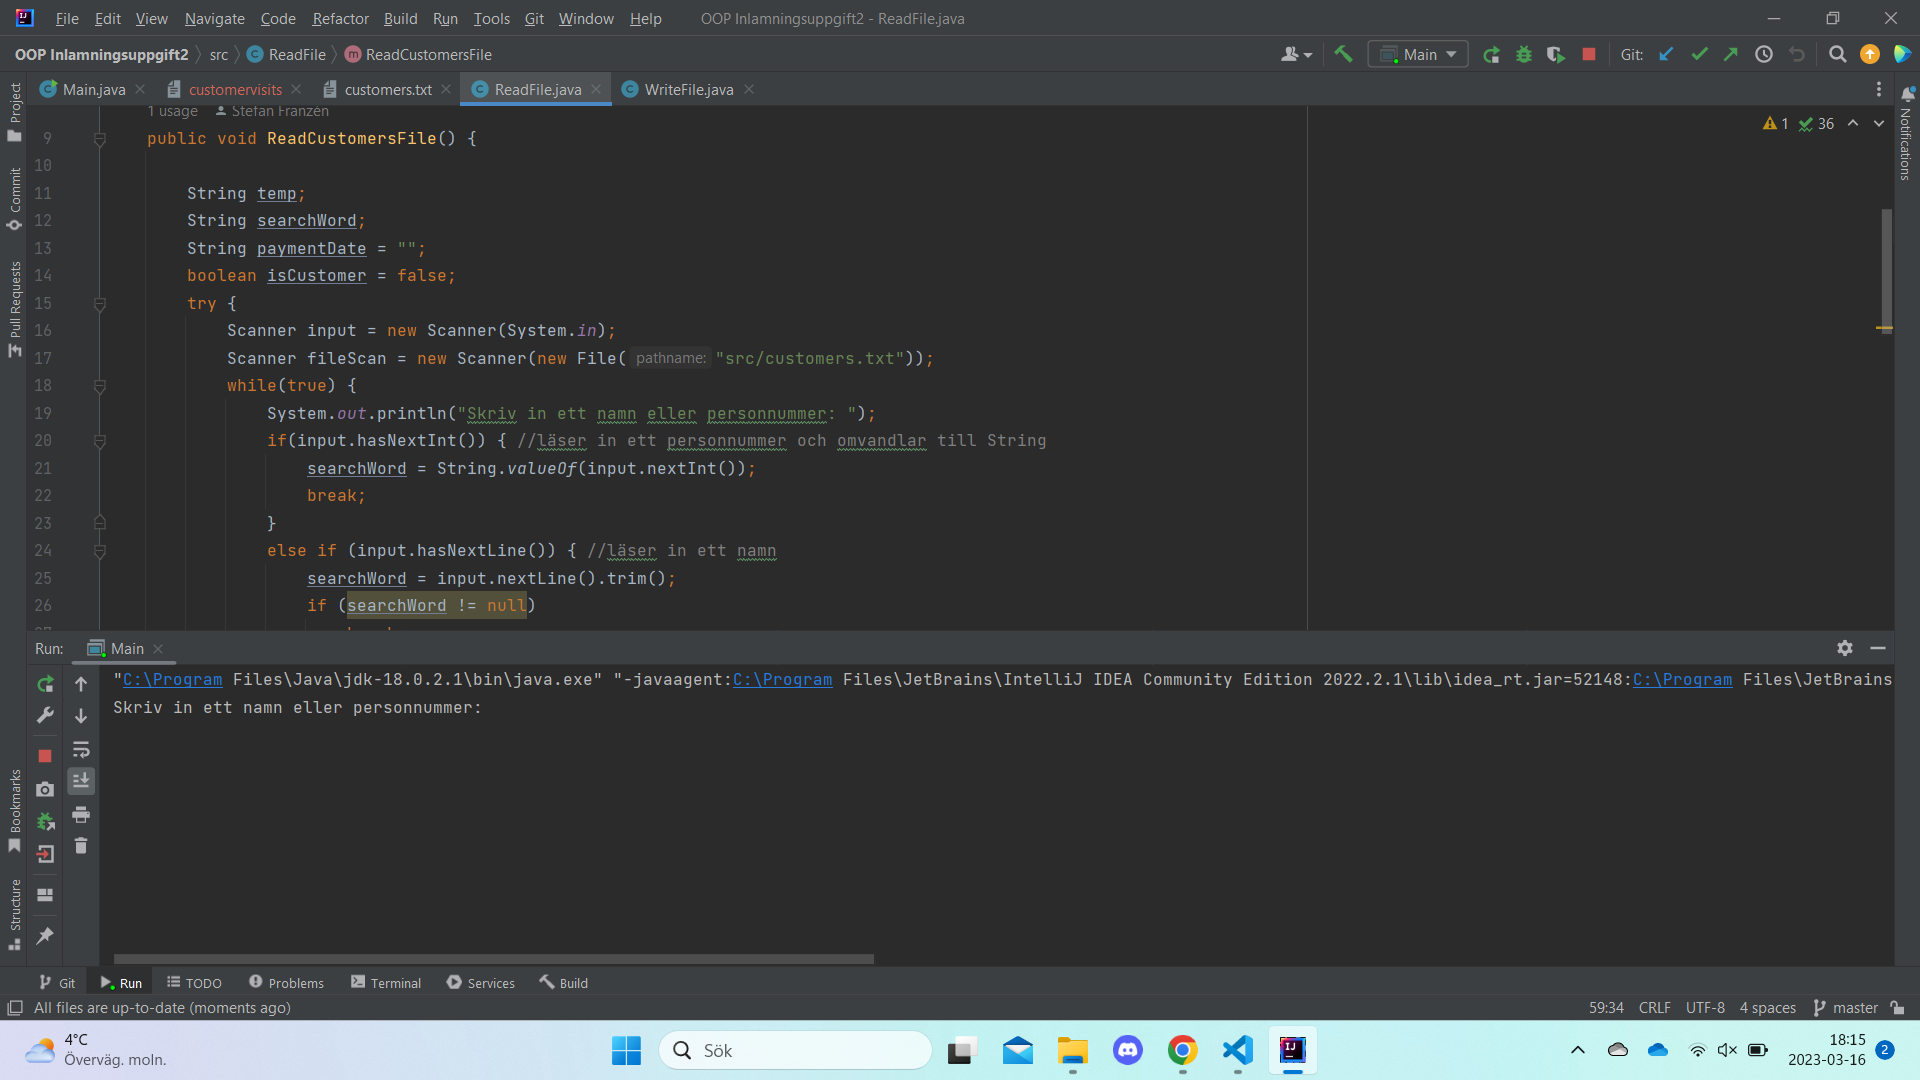 File Edit View Navigate Code Refactor Build Run Tools Git Window Help OOP Inlamningsuppgift2 - ReadFile.java
OOP Inlamningsuppgift2 src ReadFile ReadCustomersFile Main Git:
Main.java customervisits customers.txt ReadFile.java WriteFile.java
1 usage Stefan Franzén
1 36
9 public void ReadCustomersFile() {
10
11 String temp;
12 String searchWord;
13 String paymentDate = "";
14 boolean isCustomer = false;
15 try {
16 Scanner input = new Scanner(System.in);
17 Scanner fileScan = new Scanner(new File( pathname: "src/customers.txt"));
18 while(true) {
19 System.out.println("Skriv in ett namn eller personnummer: ");
20 if(input.hasNextInt()) { //läser in ett personnummer och omvandlar till String
21 searchWord = String.valueOf(input.nextInt());
22 break;
23 }
24 else if (input.hasNextLine()) { //läser in ett namn
25 searchWord = input.nextLine().trim();
26 if (searchWord != null)
Project
Commit
Pull Requests
Bookmarks
Structure
Notifications
Run: Main
"C:\Program Files\Java\jdk-18.0.2.1\bin\java.exe" "-javaagent:C:\Program Files\JetBrains\IntelliJ IDEA Community Edition 2022.2.1\lib\idea_rt.jar=52148:C:\Program Files\JetBrains
Skriv in ett namn eller personnummer:
Git Run TODO Problems Terminal Services Build
All files are up-to-date (moments ago) 59:34 CRLF UTF-8 4 spaces master
4°C
Överväg. moln.
Sök
18:15
2023-03-16
2